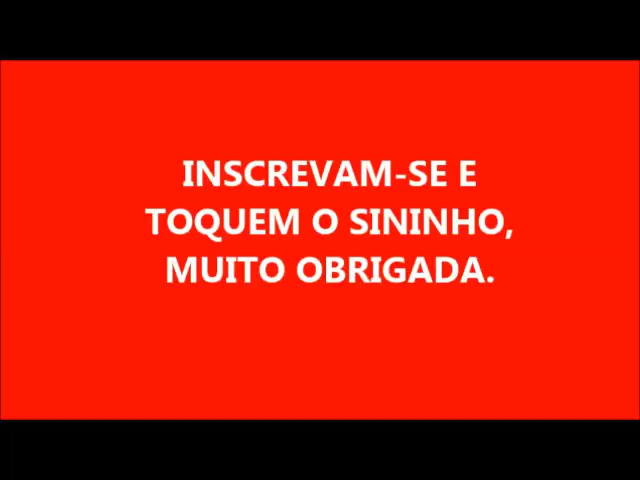 INSCREVAM-SE E
TOQUEM O SININHO,
MUITO OBRIGADA.